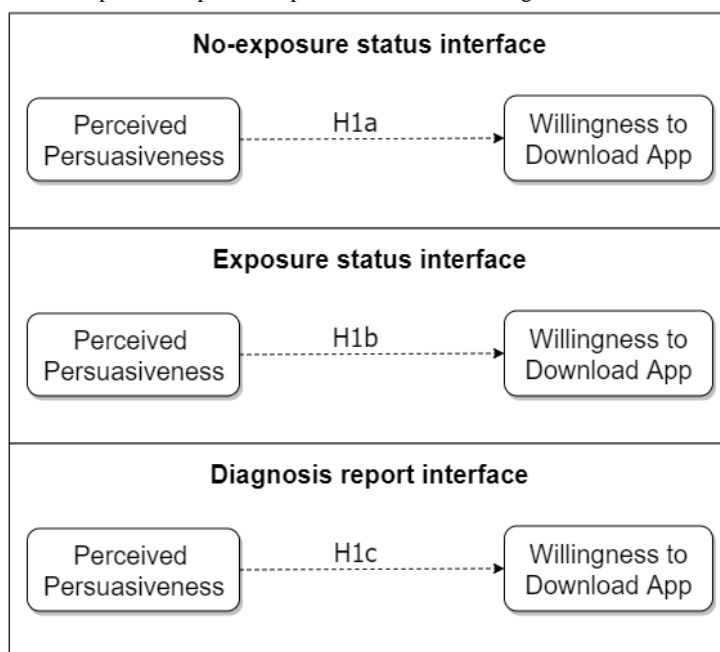 No-exposure status interface
Perceived
Persuasiveness
H1a
Willingness to
Download App
Exposure status interface
Perceived
Persuasiveness
H1b
Willingness to
Download App
Diagnosis report interface
Perceived
Persuasiveness
H1c
Willingness to
Download App